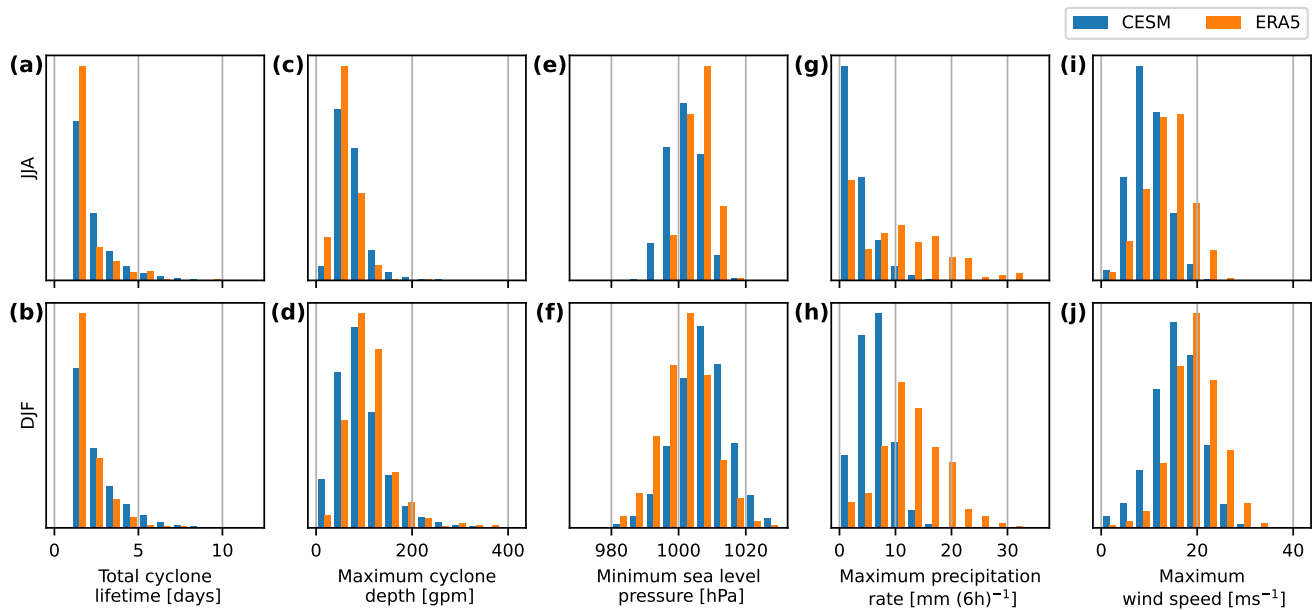 CESM ERA5
(a) (c) (e) (g) (i)
JJA
(b) (d) (f) (h) (j)
DJF
0 5 10 0 200 400 980 1000 1020 0 10 20 30 0 20 40
Total cyclone Maximum cyclone Minimum sea level Maximum precipitation Maximum
lifetime [days] depth [gpm] pressure [hPa] rate [mm (6h)⁻¹] wind speed [ms⁻¹]